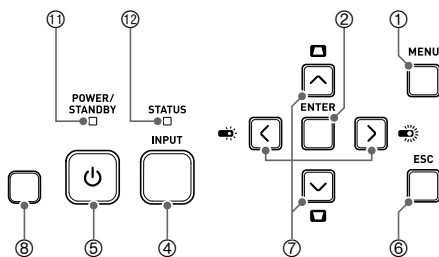 ⑪ ⑫ ② ①
MENU
POWER/
STANDBY
STATUS
ENTER
INPUT
ESC
⑧ ⑤ ④ ⑦ ⑥